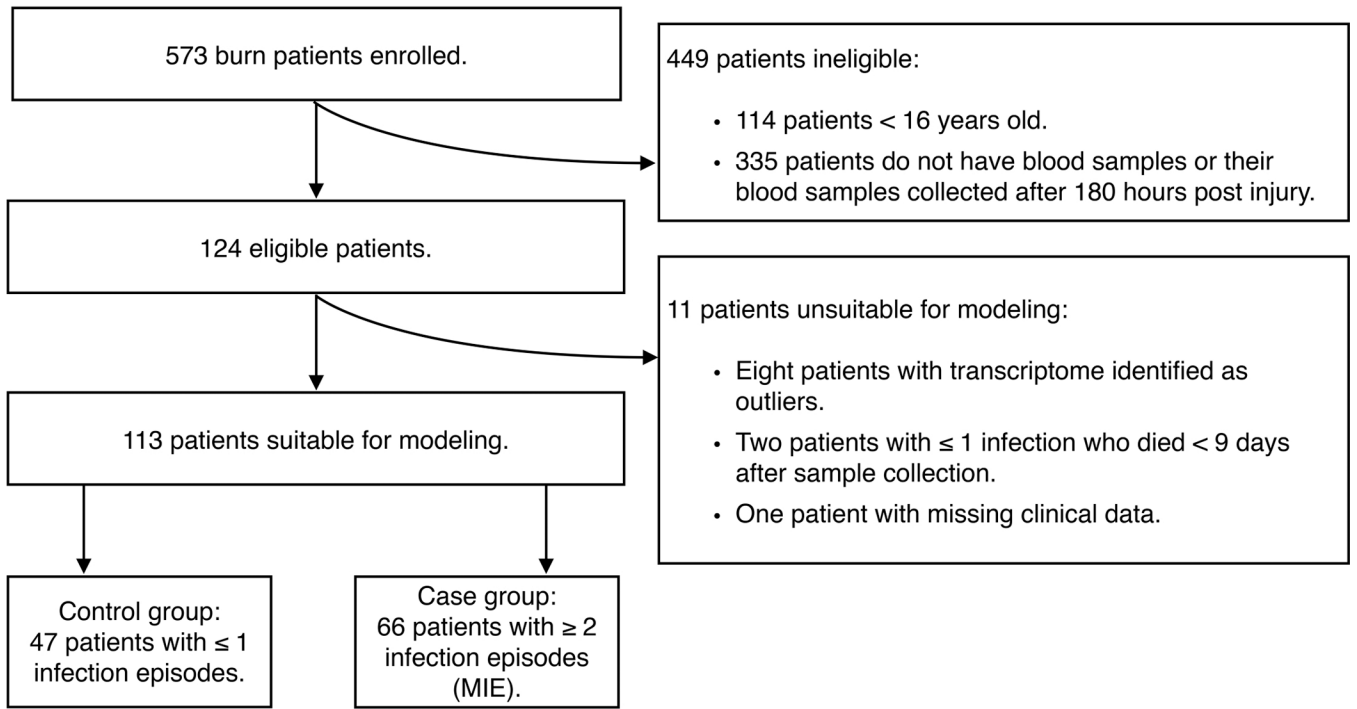 573 burn patients enrolled.
449 patients ineligible:
• 114 patients < 16 years old.
• 335 patients do not have blood samples or their
blood samples collected after 180 hours post injury.
124 eligible patients.
11 patients unsuitable for modeling:
• Eight patients with transcriptome identified as
outliers.
• Two patients with ≤ 1 infection who died < 9 days
after sample collection.
• One patient with missing clinical data.
113 patients suitable for modeling.
Control group:
47 patients with ≤ 1
infection episodes.
Case group:
66 patients with ≥ 2
infection episodes
(MIE).